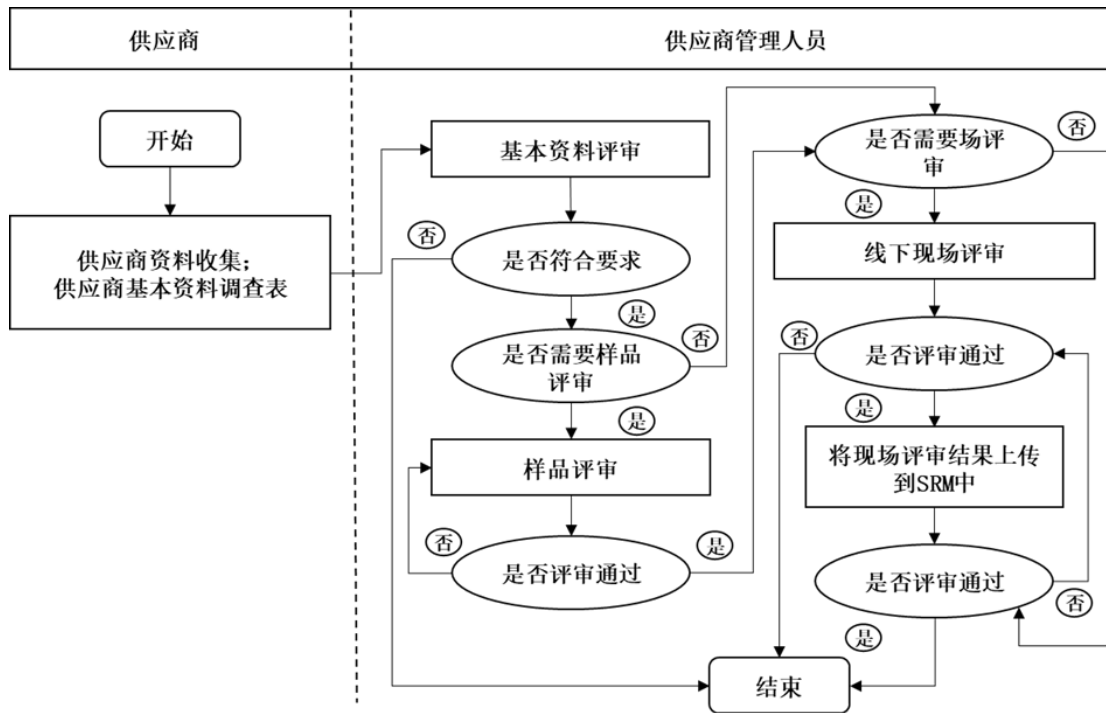 供应商
供应商管理人员
开始
供应商资料收集；
供应商基本资料调查表
基本资料评审
否
是否符合要求
是
是否需要样品
评审
否
是
样品评审
否
是否评审通过
是
是否需要场评
审
否
是
线下现场评审
否
是否评审通过
是
将现场评审结果上传
到SRM中
是否评审通过
否
是
结束